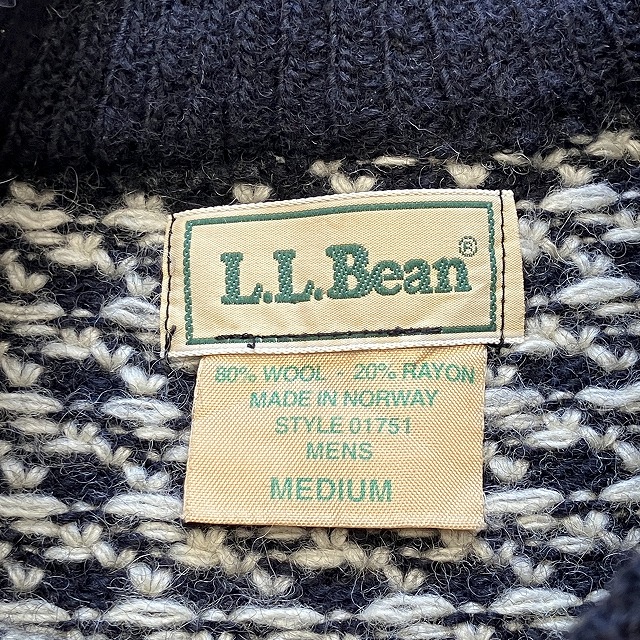 L.L.Bean®
80% WOOL - 20% RAYON
MADE IN NORWAY
STYLE 01751
MENS
MEDIUM